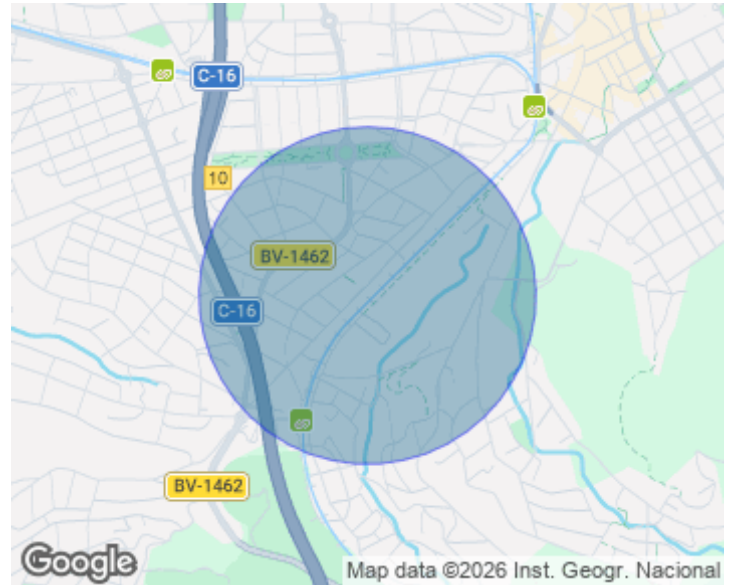 C-16
10
BV-1462
C-16
BV-1462
Google
Map data ©2026 Inst. Geogr. Nacional